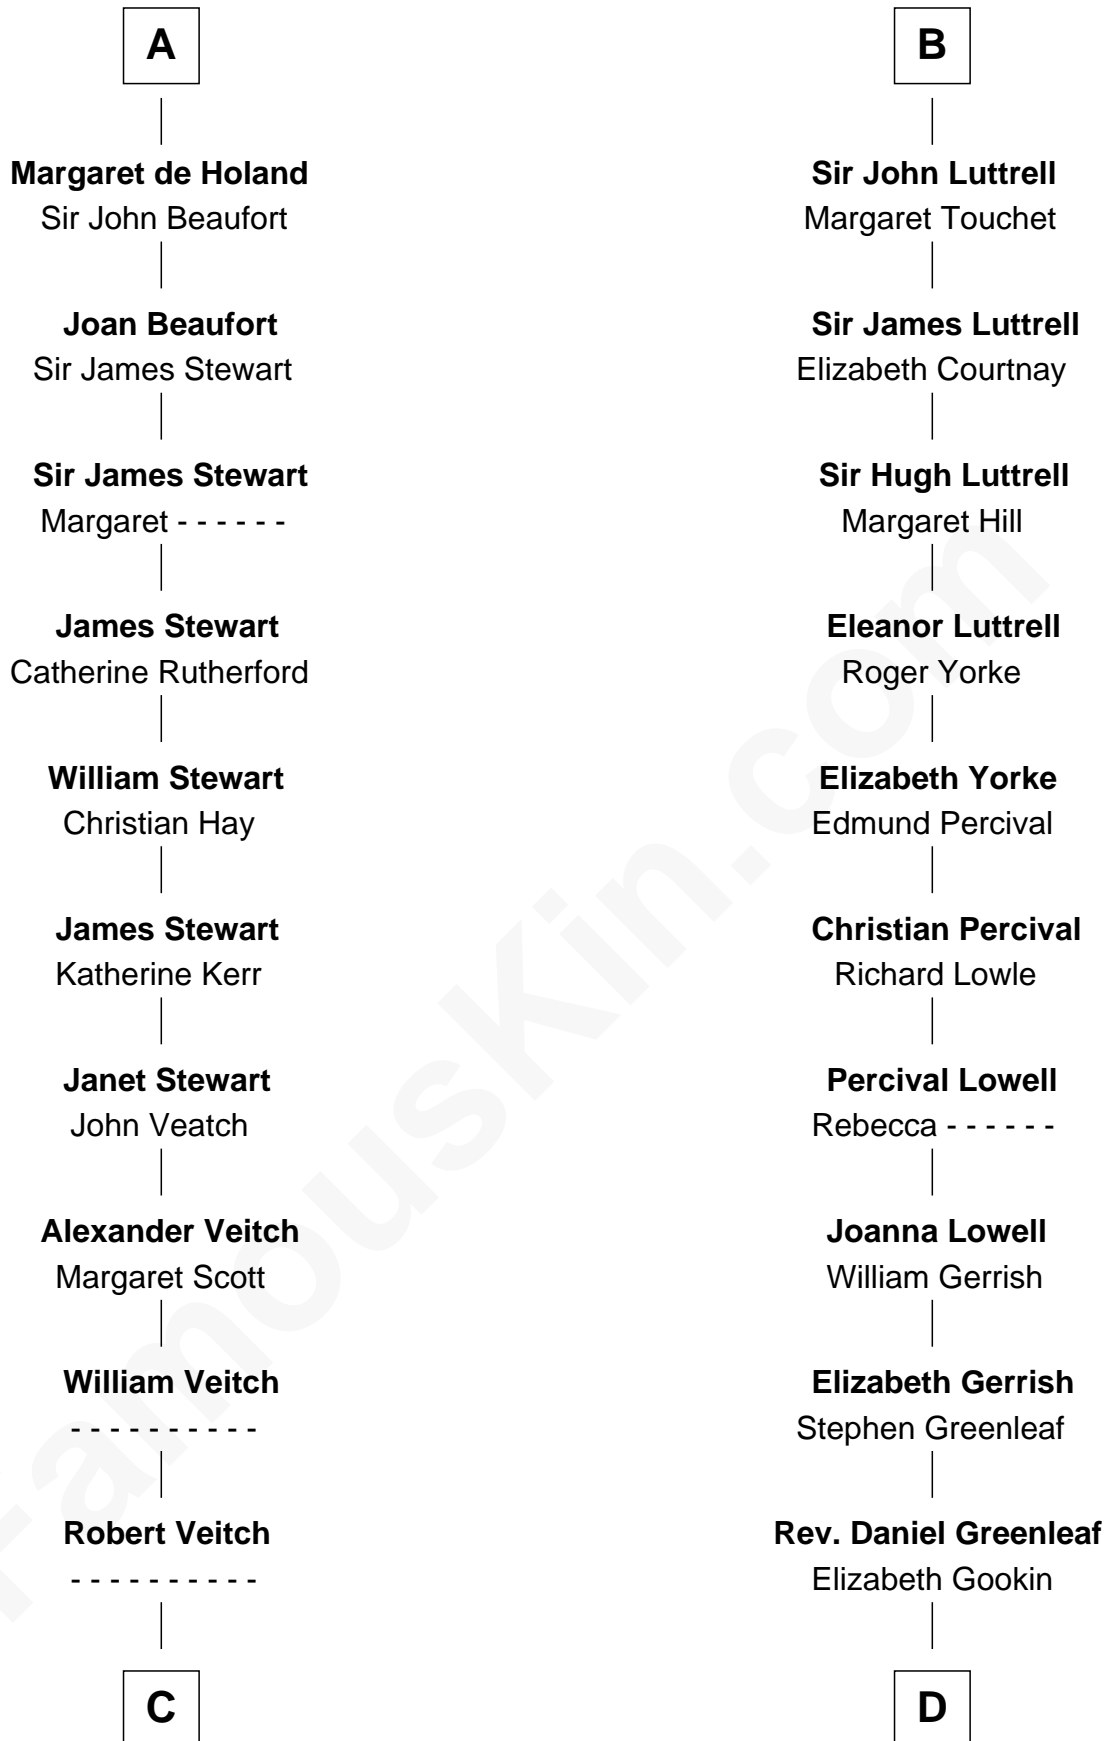 A
Margaret de Holand
Sir John Beaufort
Joan Beaufort
Sir James Stewart
Sir James Stewart
Margaret - - - - - -
James Stewart
Catherine Rutherford
William Stewart
Christian Hay
James Stewart
Katherine Kerr
Janet Stewart
John Veatch
Alexander Veitch
Margaret Scott
William Veitch
- - - - - - - - - -
Robert Veitch
- - - - - - - - - -
C
B
Sir John Luttrell
Margaret Touchet
Sir James Luttrell
Elizabeth Courtnay
Sir Hugh Luttrell
Margaret Hill
Eleanor Luttrell
Roger Yorke
Elizabeth Yorke
Edmund Percival
Christian Percival
Richard Lowle
Percival Lowell
Rebecca - - - - - -
Joanna Lowell
William Gerrish
Elizabeth Gerrish
Stephen Greenleaf
Rev. Daniel Greenleaf
Elizabeth Gookin
D
FamousKin.com